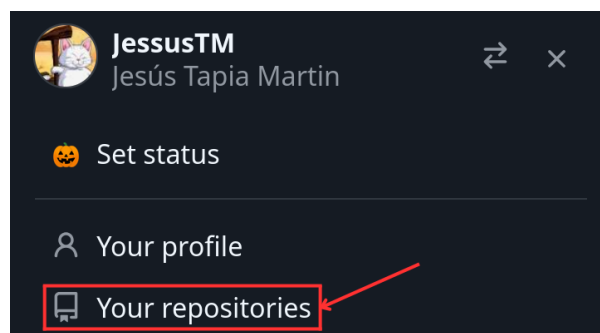 JessusTM
Jesús Tapia Martin
Set status
Your profile
Your repositories